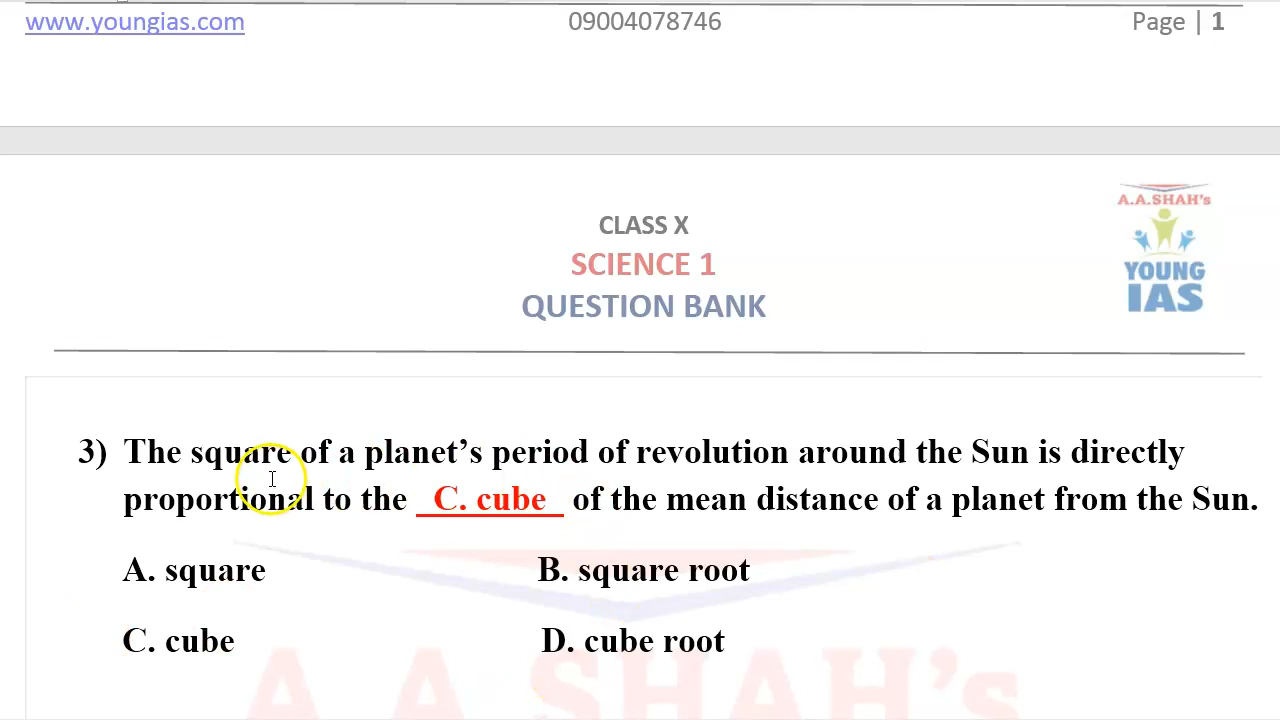 www.youngias.com 09004078746 Page | 1
A.A.SHAH's
YOUNG
IAS
CLASS X
SCIENCE 1
QUESTION BANK
3) The square of a planet’s period of revolution around the Sun is directly
proportional to the C. cube of the mean distance of a planet from the Sun.
A. square B. square root
C. cube D. cube root
A.A.SHAH's